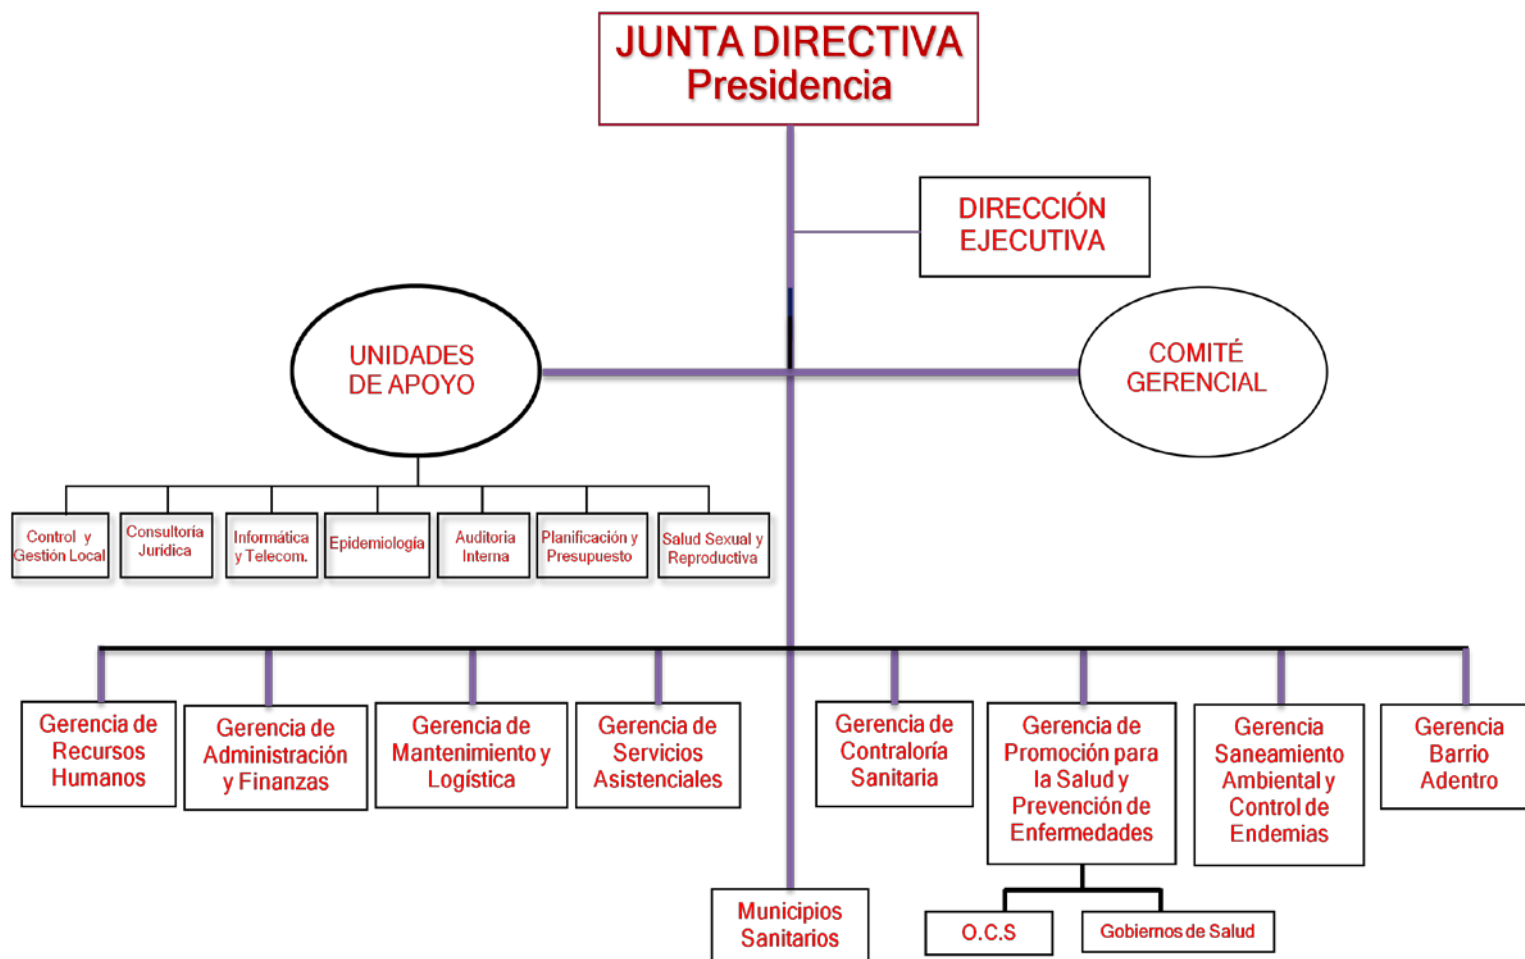 JUNTA DIRECTIVA
Presidencia
DIRECCIÓN
EJECUTIVA
UNIDADES
DE APOYO
COMITÉ
GERENCIAL
Control y
Gestión Local
Consultoría
Jurídica
Informática
y Telecom.
Epidemiología
Auditoria
Interna
Planificación y
Presupuesto
Salud Sexual y
Reproductiva
Gerencia de
Recursos
Humanos
Gerencia de
Administración
y Finanzas
Gerencia de
Mantenimiento y
Logística
Gerencia de
Servicios
Asistenciales
Gerencia de
Contraloría
Sanitaria
Gerencia de
Promoción para
la Salud y
Prevención de
Enfermedades
Gerencia
Saneamiento
Ambiental y
Control de
Endemias
Gerencia
Barrio
Adentro
Municipios
Sanitarios
O.C.S
Gobiernos de Salud